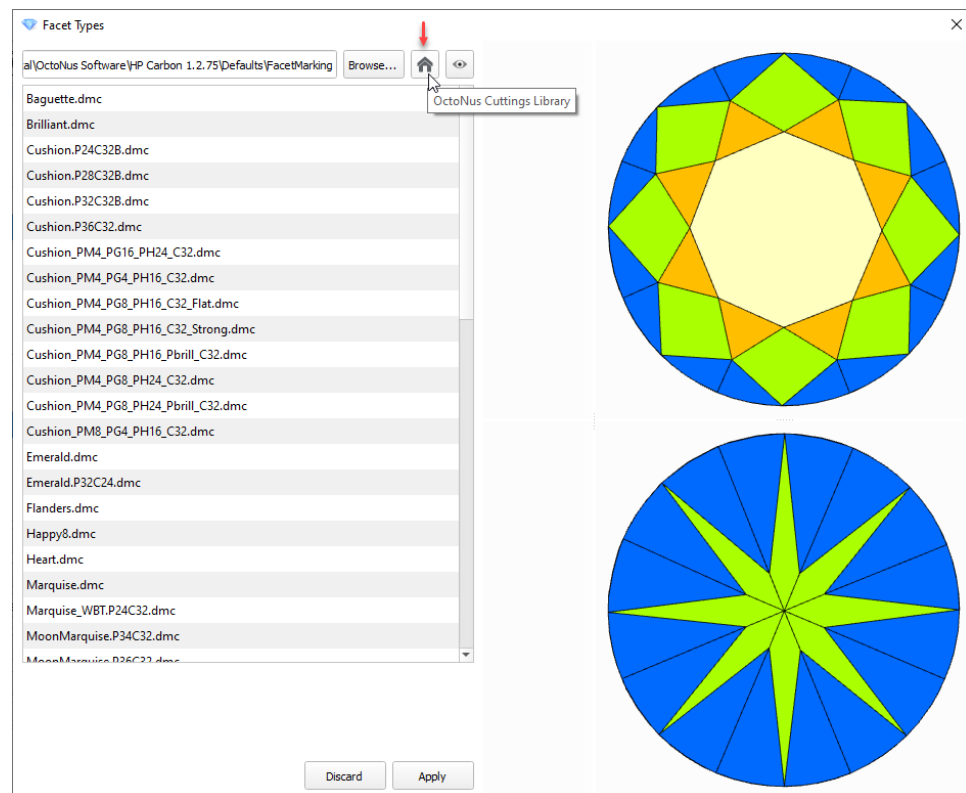 Facet Types
al\OctoNus Software\HP Carbon 1.2.75\Defaults\FacetMarking Browse...
OctoNus Cuttings Library
Baguette.dmc
Brilliant.dmc
Cushion.P24C32B.dmc
Cushion.P28C32B.dmc
Cushion.P32C32B.dmc
Cushion.P36C32.dmc
Cushion_PM4_PG16_PH24_C32.dmc
Cushion_PM4_PG4_PH16_C32.dmc
Cushion_PM4_PG8_PH16_C32_Flat.dmc
Cushion_PM4_PG8_PH16_C32_Strong.dmc
Cushion_PM4_PG8_PH16_Pbrill_C32.dmc
Cushion_PM4_PG8_PH24_C32.dmc
Cushion_PM4_PG8_PH24_Pbrill_C32.dmc
Cushion_PM8_PG4_PH16_C32.dmc
Emerald.dmc
Emerald.P32C24.dmc
Flanders.dmc
Happy8.dmc
Heart.dmc
Marquise.dmc
Marquise_WBT.P24C32.dmc
MoonMarquise.P34C32.dmc
MoonMarquise.P36C32.dmc
Discard Apply